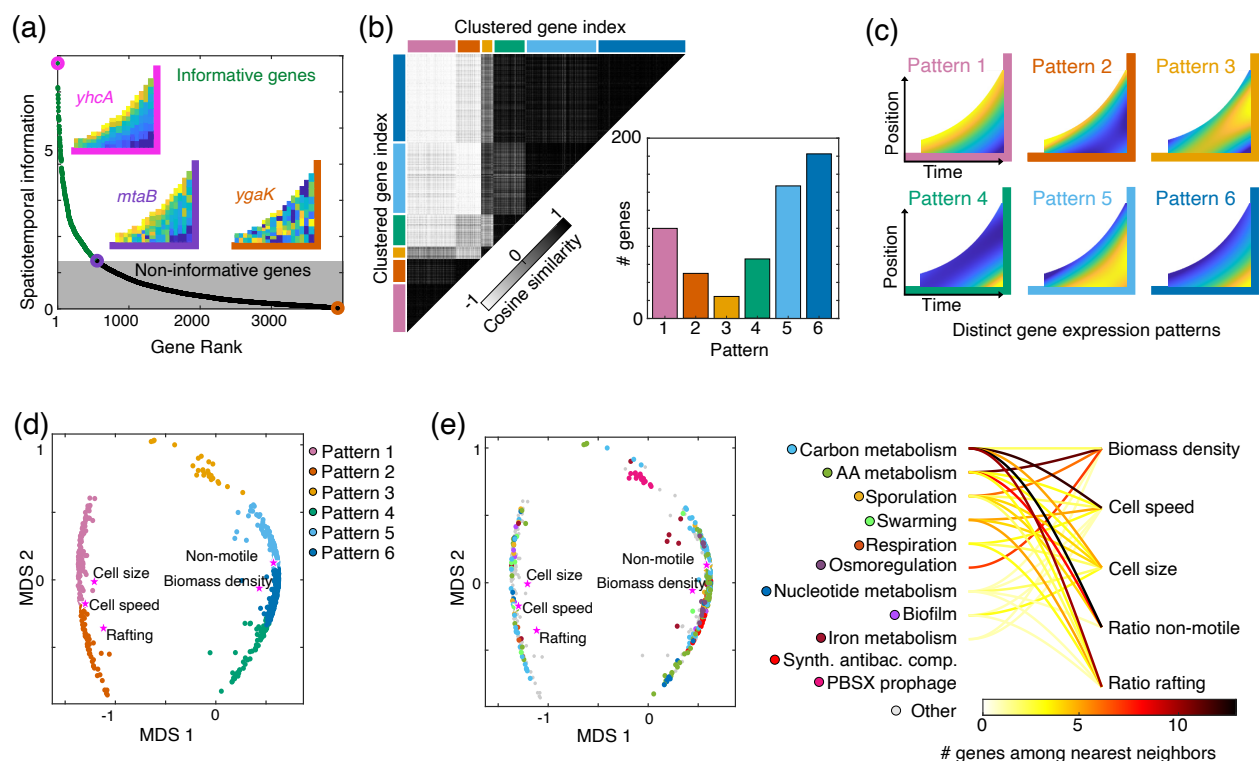 (a)
Spatiotemporal information
5
0
Informative genes
yhcA
mtaB
ygaK
Non-informative genes
1
1000
2000
3000
Gene Rank
(b)
Clustered gene index
Clustered gene index
-1
0
1
Cosine similarity
200
0
# genes
1
2
3
4
5
6
Pattern
(c)
Pattern 1
Pattern 2
Pattern 3
Position
Time
Pattern 4
Pattern 5
Pattern 6
Position
Time
Distinct gene expression patterns
(d)
MDS 2
1
0
-1
0
MDS 1
Non-motile
Cell size
Biomass density
Cell speed
Rafting
Pattern 1
Pattern 2
Pattern 3
Pattern 4
Pattern 5
Pattern 6
(e)
MDS 2
1
0
-1
0
MDS 1
Non-motile
Cell size
Biomass density
Cell speed
Rafting
Carbon metabolism
AA metabolism
Sporulation
Swarming
Respiration
Osmoregulation
Nucleotide metabolism
Biofilm
Iron metabolism
Synth. antibac. comp.
PBSX prophage
Other
Biomass density
Cell speed
Cell size
Ratio non-motile
Ratio rafting
0
5
10
# genes among nearest neighbors